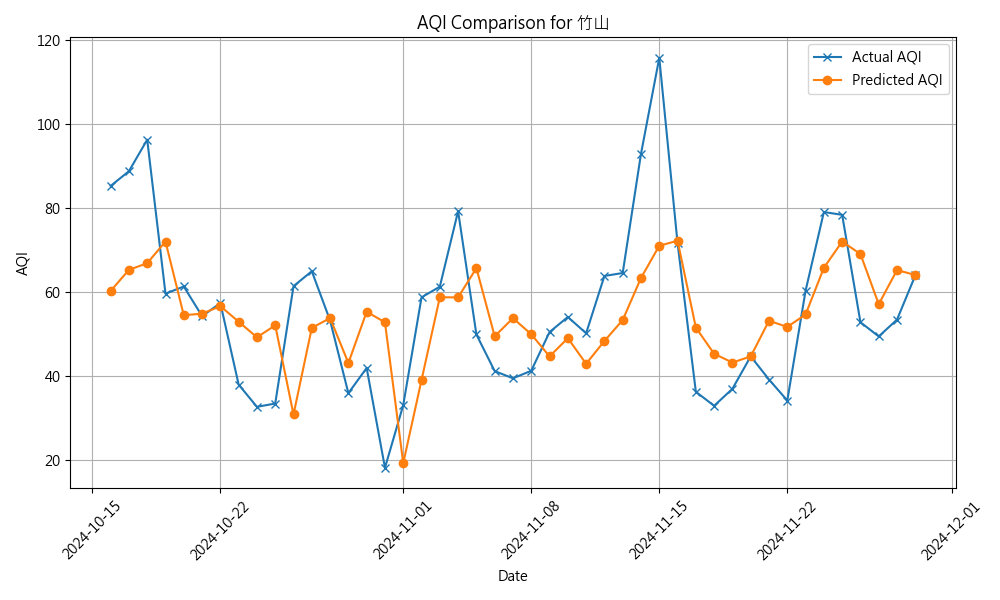 AQI Comparison for 竹山
Actual AQI
Predicted AQI
AQI
120
100
80
60
40
20
2024-10-15
2024-10-22
2024-11-01
2024-11-08
2024-11-15
2024-11-22
2024-12-01
Date